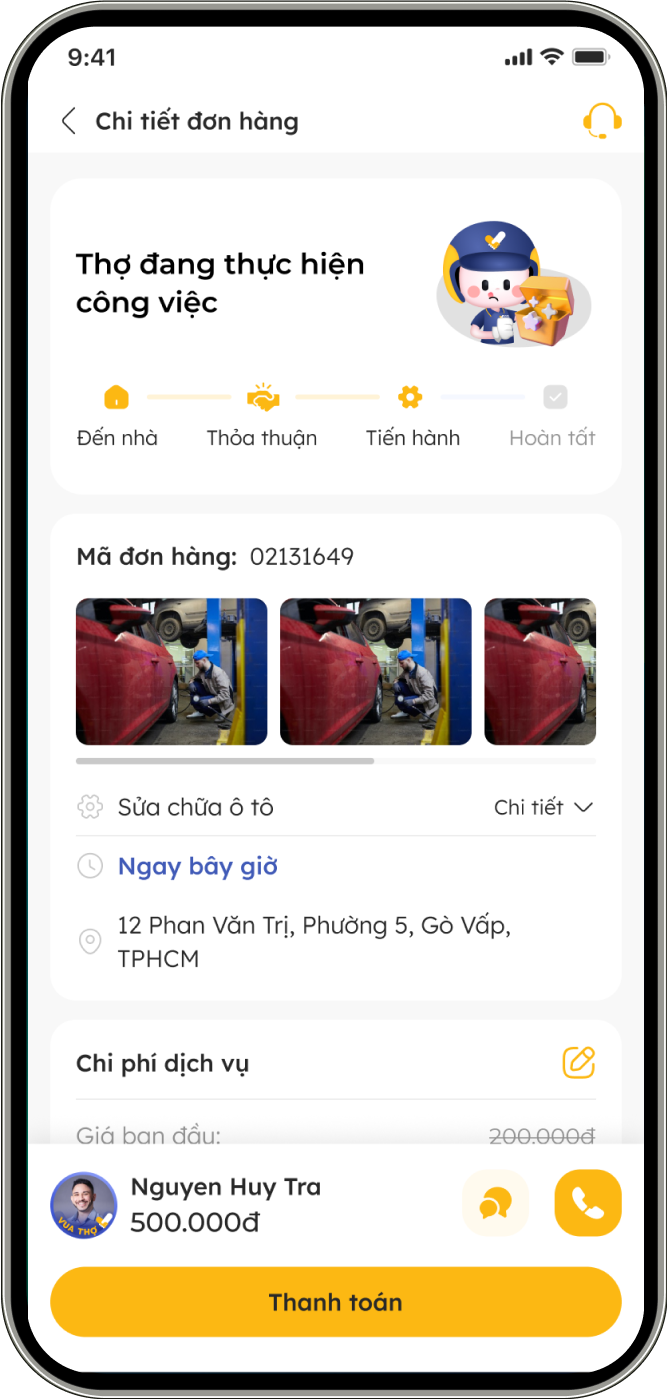 9:41
Chi tiết đơn hàng
Thợ đang thực hiện
công việc
Đến nhà
Thỏa thuận
Tiến hành
Hoàn tất
Mã đơn hàng: 02131649
Sửa chữa ô tô
Chi tiết
Ngay bây giờ
12 Phan Văn Trị, Phường 5, Gò Vấp,
TPHCM
Chi phí dịch vụ
Giá ban đầu: 200.000đ
Nguyen Huy Tra
500.000đ
VUA THỢ
Thanh toán